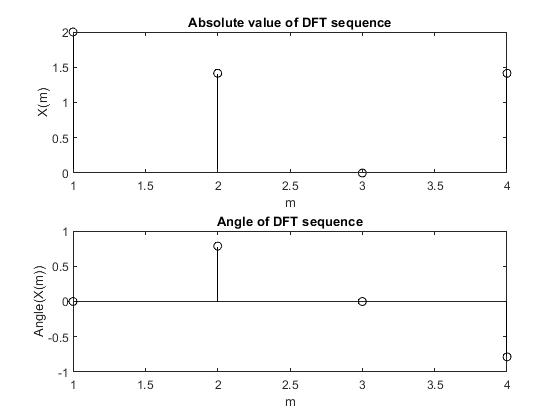 Absolute value of DFT sequence
2
1.5
1
0.5
0
X(m)
1 1.5 2 2.5 3 3.5 4
m
Angle of DFT sequence
1
0.5
0
-0.5
-1
Angle(X(m))
1 1.5 2 2.5 3 3.5 4
m